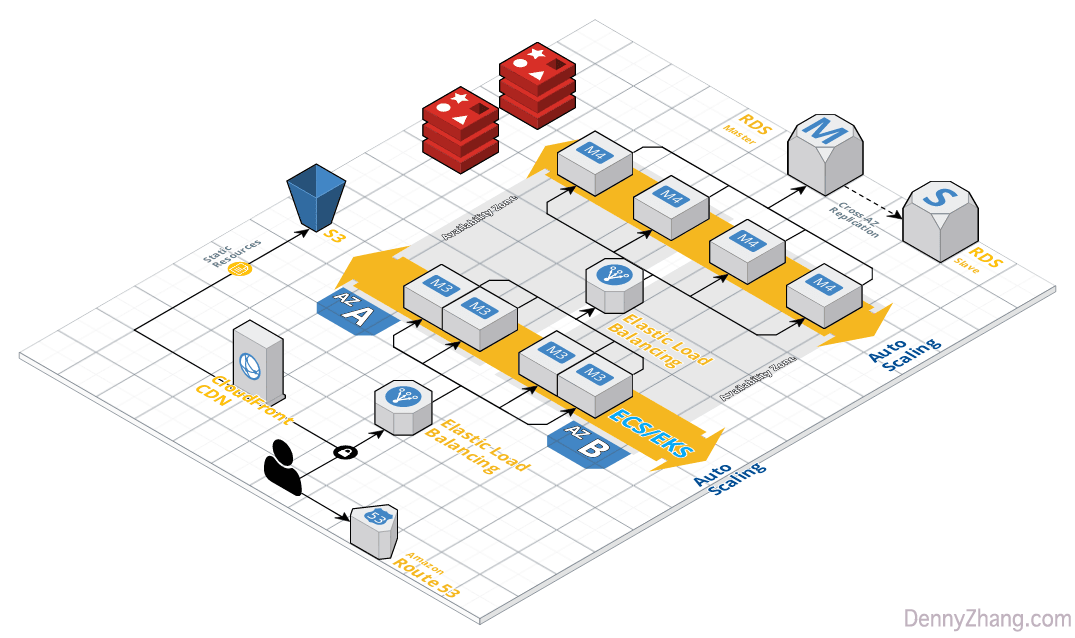 RDS
Master
M
S
Cross-AZ
Replication
RDS
Slave
M4
M4
M4
M4
Availability Zone
S3
Static
Resources
M3
M3
AZ
A
Elastic Load
Balancing
M3
M3
Availability Zone
Auto
Scaling
CloudFront
CDN
Elastic Load
Balancing
ECS/EKS
AZ
B
Auto
Scaling
53
Amazon
Route 53
DennyZhang.com